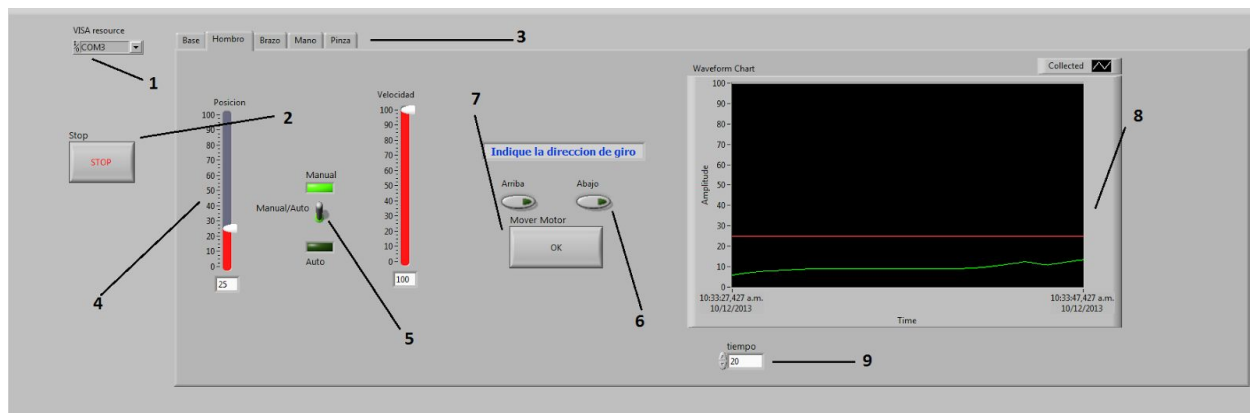 VISA resource
COM3
1
Base Hombro Brazo Mano Pinza
3
Stop
STOP
2
Posicion
100
90
80
70
60
50
40
30
20
10
0
25
4
Manual
Manual/Auto
Auto
5
Velocidad
100
90
80
70
60
50
40
30
20
10
0
100
7
Indique la direccion de giro
Arriba Abajo
Mover Motor
OK
6
Waveform Chart
Collected
Amplitude
100
90
80
70
60
50
40
30
20
10
0
10:33:27,427 a.m.
10/12/2013
10:33:47,427 a.m.
10/12/2013
Time
8
tiempo
20
9